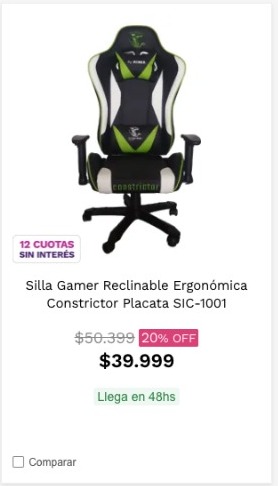 constrictor
12 CUOTAS
SIN INTERÉS
Silla Gamer Reclinable Ergonómica
Constrictor Placata SIC-1001
$50.399 20% OFF
$39.999
Llega en 48hs
Comparar